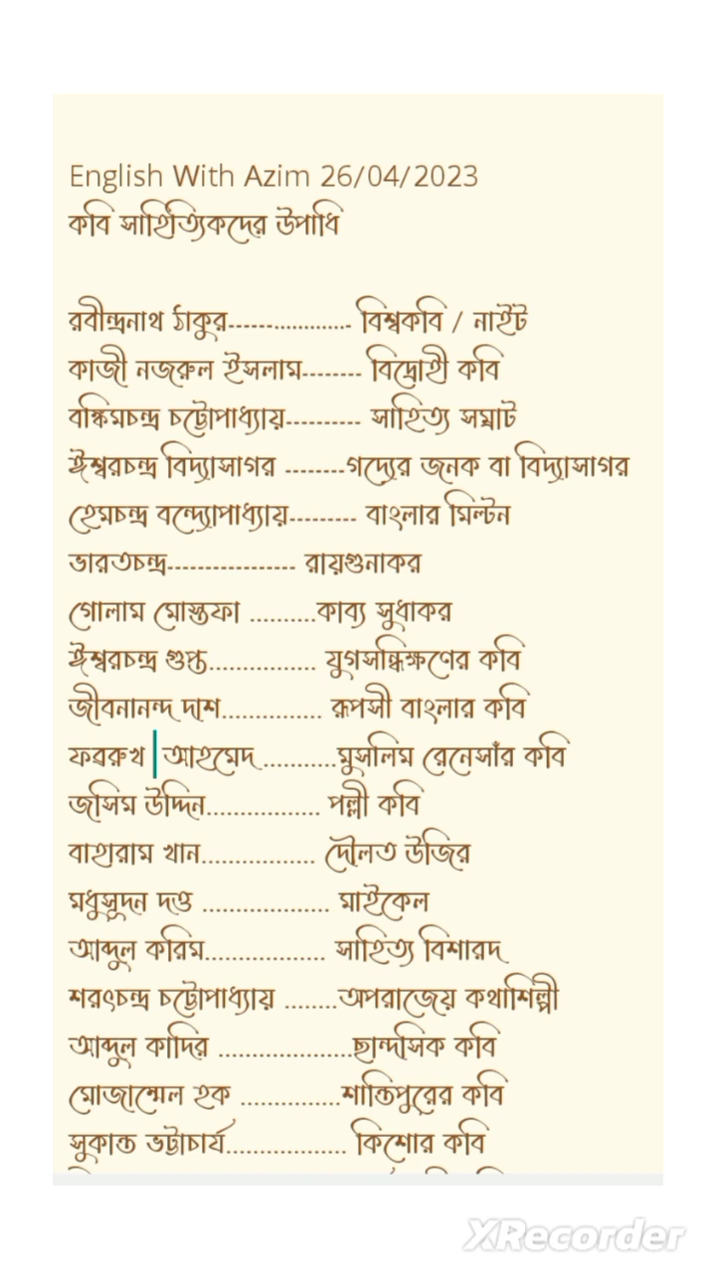 English With Azim 26/04/2023
কবি সাহিত্যিকদের উপাধি
রবীন্দ্রনাথ ঠাকুর------.............- বিশ্বকবি / নাইট
কাজী নজরুল ইসলাম-------- বিদ্রোহী কবি
বঙ্কিমচন্দ্র চট্টোপাধ্যায়---------- সাহিত্য সম্রাট
ঈশ্বরচন্দ্র বিদ্যাসাগর --------গদ্যের জনক বা বিদ্যাসাগর
হেমচন্দ্র বন্দ্যোপাধ্যায়--------- বাংলার মিল্টন
ভারতচন্দ্র----------------- রায়গুনাকর
গোলাম মোস্তফা ..........কাব্য সুধাকর
ঈশ্বরচন্দ্র গুপ্ত................ যুগসন্ধিক্ষণের কবি
জীবনানন্দ দাশ............... রূপসী বাংলার কবি
ফররুখ আহমেদ...........মুসলিম রেনেসাঁর কবি
জসিম উদ্দিন................. পল্লী কবি
বাহারাম খান................. দৌলত উজির
মধুসূদন দত্ত ................... মাইকেল
আব্দুল করিম.................. সাহিত্য বিশারদ
শরৎচন্দ্র চট্টোপাধ্যায় ........অপরাজেয় কথাশিল্পী
আব্দুল কাদির ....................ছান্দসিক কবি
মোজাম্মেল হক ...............শান্তিপুরের কবি
সুকান্ত ভট্টাচার্য.................. কিশোর কবি
XRecorder